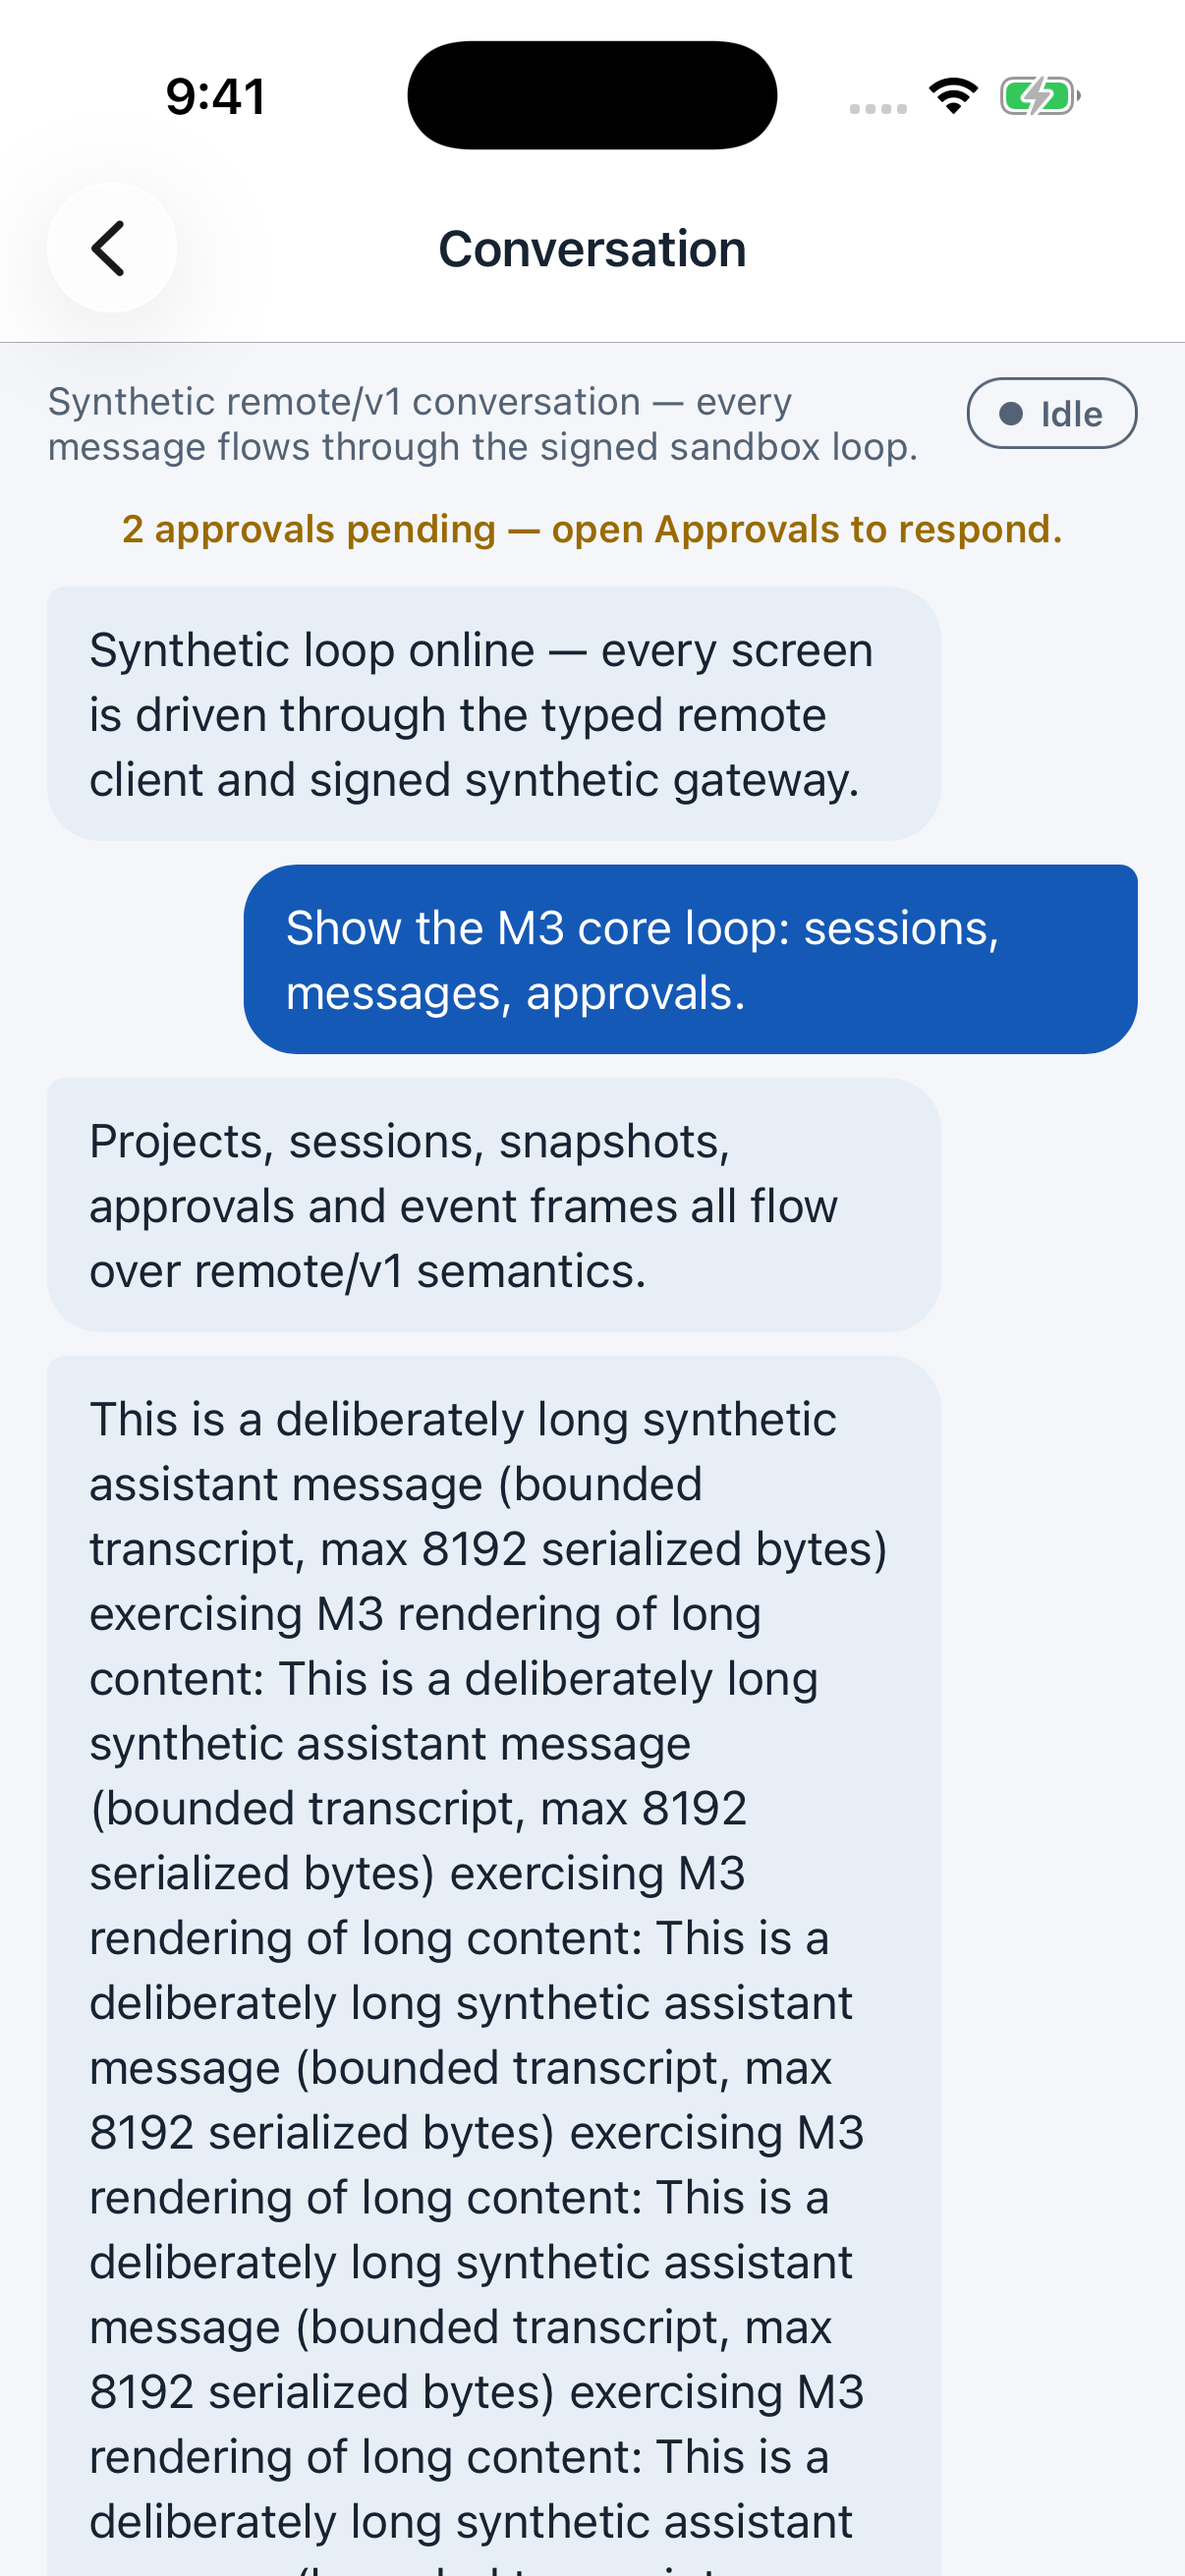 9:41
Conversation
Synthetic remote/v1 conversation — every
message flows through the signed sandbox loop.
Idle
2 approvals pending — open Approvals to respond.
Synthetic loop online — every screen
is driven through the typed remote
client and signed synthetic gateway.
Show the M3 core loop: sessions,
messages, approvals.
Projects, sessions, snapshots,
approvals and event frames all flow
over remote/v1 semantics.
This is a deliberately long synthetic
assistant message (bounded
transcript, max 8192 serialized bytes)
exercising M3 rendering of long
content: This is a deliberately long
synthetic assistant message
(bounded transcript, max 8192
serialized bytes) exercising M3
rendering of long content: This is a
deliberately long synthetic assistant
message (bounded transcript, max
8192 serialized bytes) exercising M3
rendering of long content: This is a
deliberately long synthetic assistant
message (bounded transcript, max
8192 serialized bytes) exercising M3
rendering of long content: This is a
deliberately long synthetic assistant